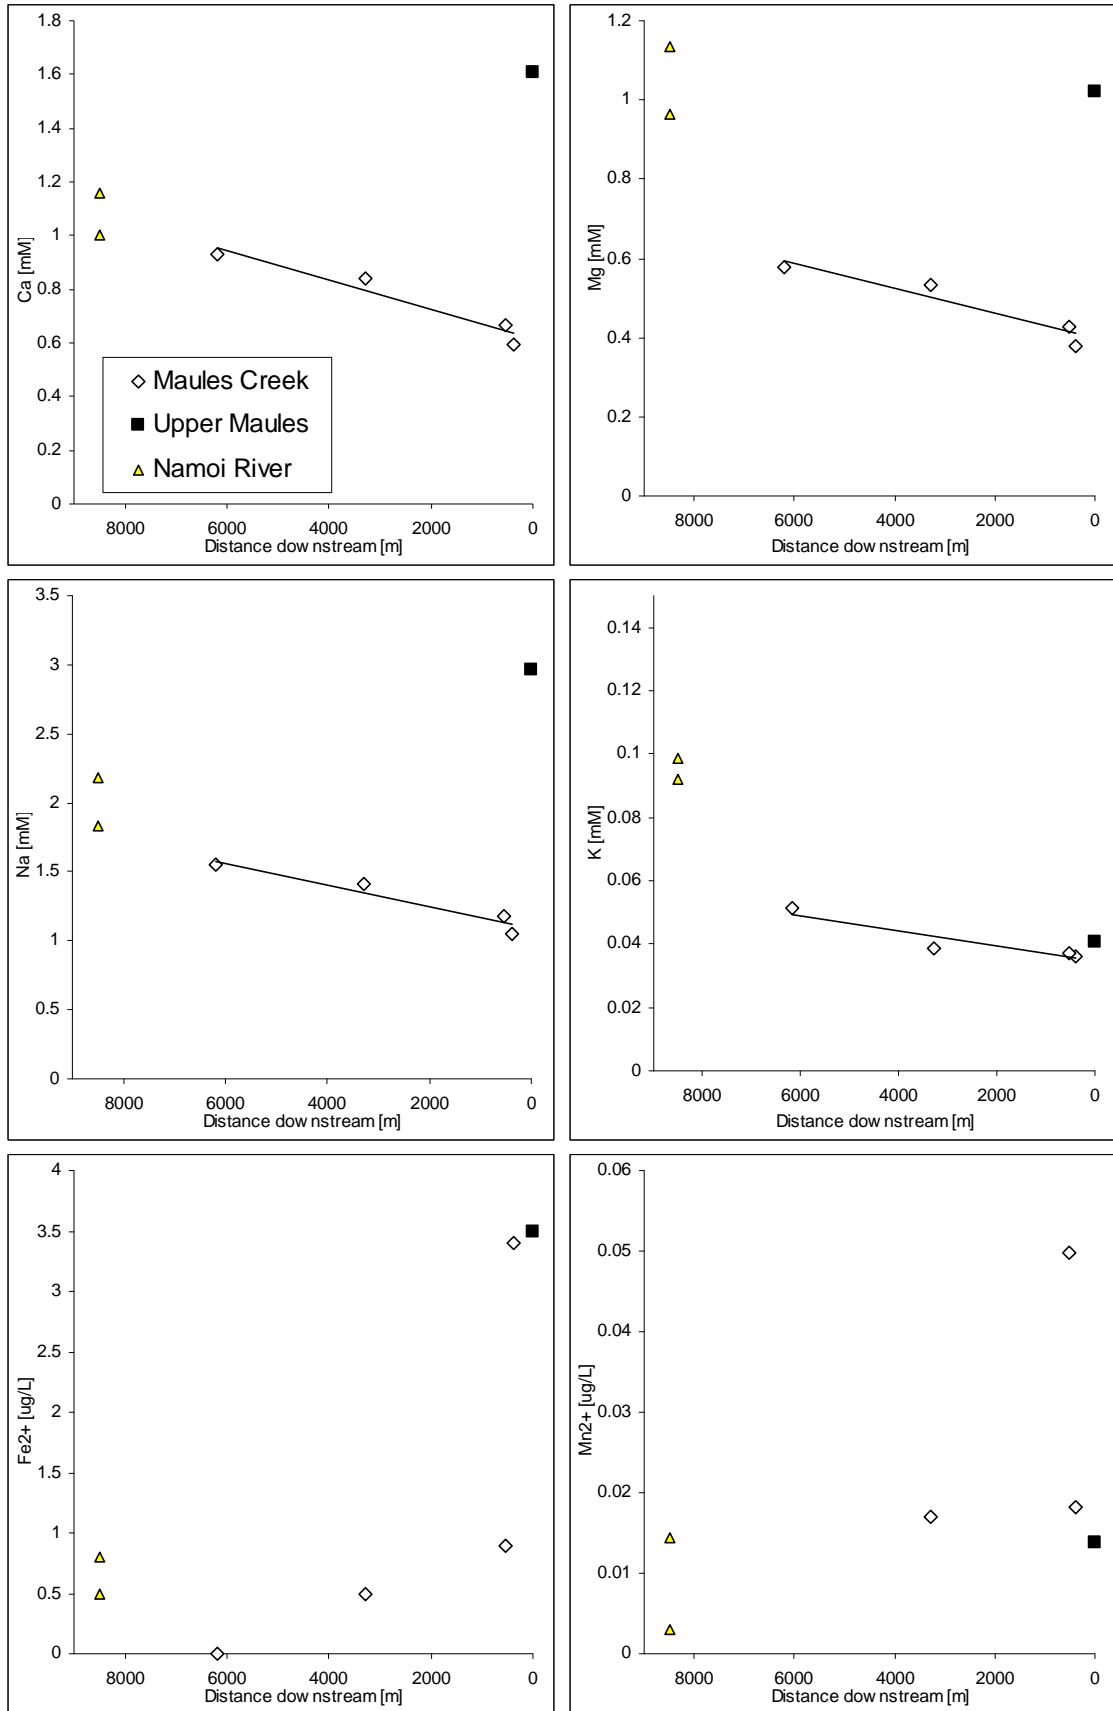 1.8
1.6
1.4
1.2
1
0.8
0.6
0.4
0.2
0
Ca [mM]
8000 6000 4000 2000 0
Distance dow nstream [m]
Maules Creek
Upper Maules
Namoi River
1.2
1
0.8
0.6
0.4
0.2
0
Mg [mM]
8000 6000 4000 2000 0
Distance dow nstream [m]
3.5
3
2.5
2
1.5
1
0.5
0
Na [mM]
8000 6000 4000 2000 0
Distance dow nstream [m]
0.14
0.12
0.1
0.08
0.06
0.04
0.02
0
K [mM]
8000 6000 4000 2000 0
Distance dow nstream [m]
4
3.5
3
2.5
2
1.5
1
0.5
0
Fe2+ [ug/L]
8000 6000 4000 2000 0
Distance dow nstream [m]
0.06
0.05
0.04
0.03
0.02
0.01
0
Mn2+ [ug/L]
8000 6000 4000 2000 0
Distance dow nstream [m]